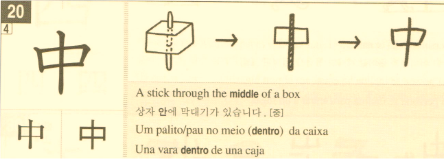 20
4
中
中 中
中
A stick through the middle of a box
상자 안에 막대기가 있습니다. [중]
Um palito/pau no meio (dentro) da caixa
Una vara dentro de una caja